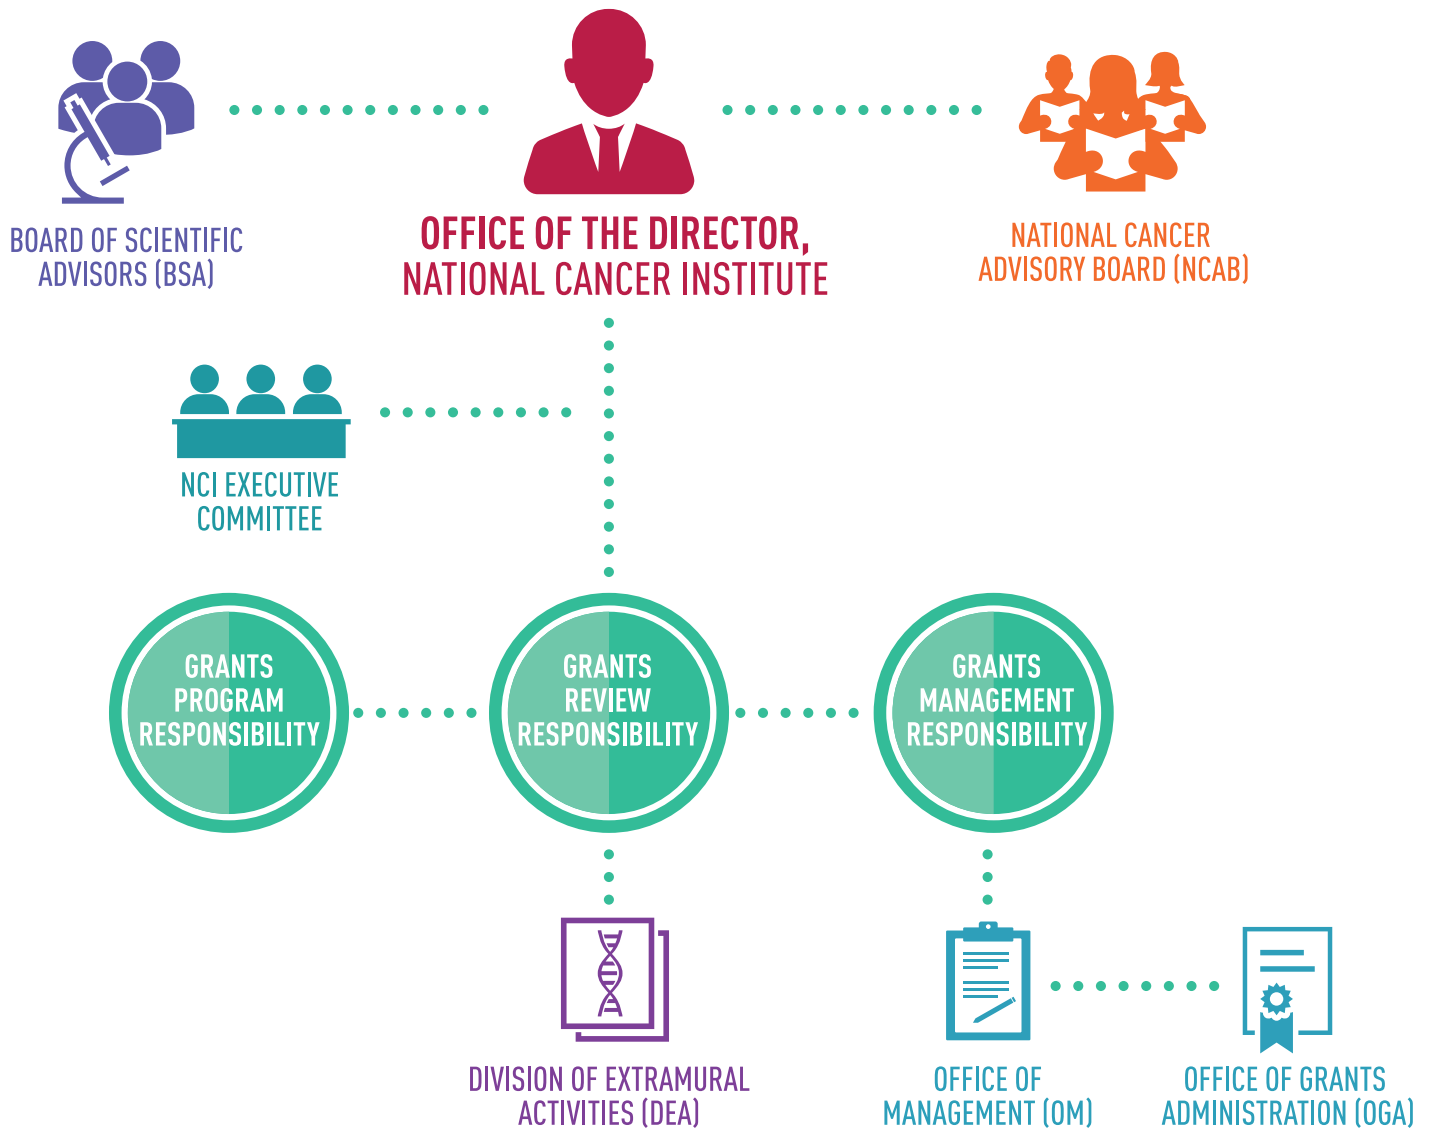 BOARD OF SCIENTIFIC
ADVISORS (BSA)
OFFICE OF THE DIRECTOR,
NATIONAL CANCER INSTITUTE
NATIONAL CANCER
ADVISORY BOARD (NCAB)
NCI EXECUTIVE
COMMITTEE
GRANTS
PROGRAM
RESPONSIBILITY
GRANTS
REVIEW
RESPONSIBILITY
GRANTS
MANAGEMENT
RESPONSIBILITY
DIVISION OF EXTRAMURAL
ACTIVITIES (DEA)
OFFICE OF
MANAGEMENT (OM)
OFFICE OF GRANTS
ADMINISTRATION (OGA)